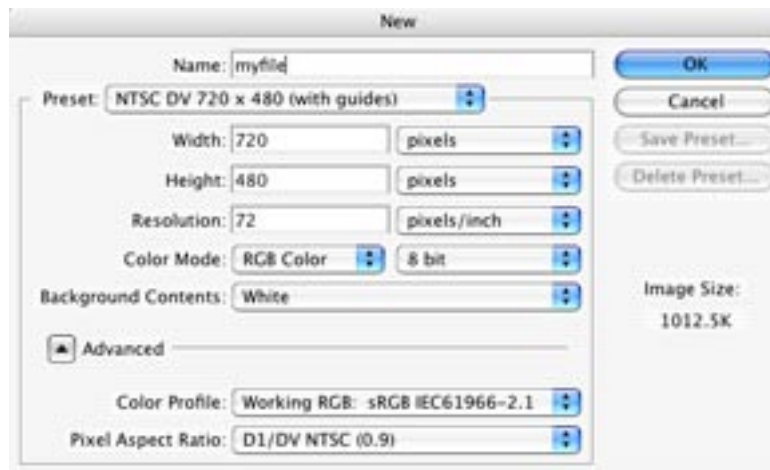 New
Name: myfile
OK
Preset: NTSC DV 720 x 480 (with guides)
Cancel
Width: 720 pixels
Save Preset...
Height: 480 pixels
Delete Preset...
Resolution: 72 pixels/inch
Color Mode: RGB Color 8 bit
Background Contents: White
Image Size:
1012.5K
Advanced
Color Profile: Working RGB: sRGB IEC61966-2.1
Pixel Aspect Ratio: D1/DV NTSC (0.9)